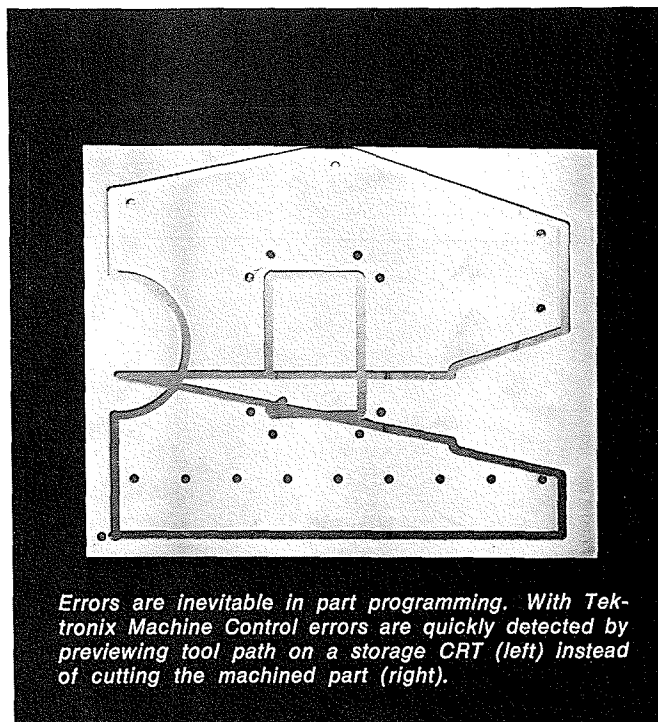 Errors are inevitable in part programming. With Tek-
tronix Machine Control errors are quickly detected by
previewing tool path on a storage CRT (left) instead
of cutting the machined part (right).